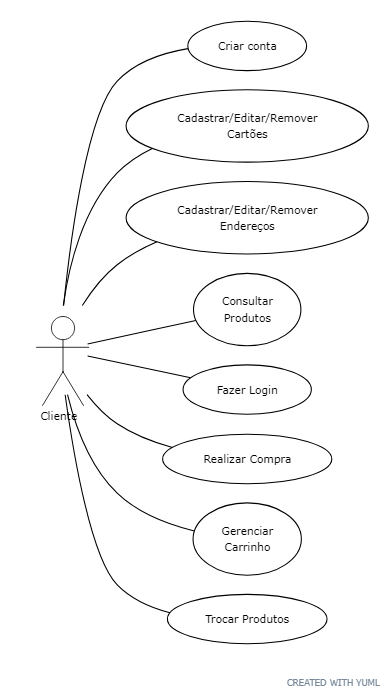 Criar conta
Cadastrar/Editar/Remover
Cartões
Cadastrar/Editar/Remover
Endereços
Consultar
Produtos
Fazer Login
Cliente
Realizar Compra
Gerenciar
Carrinho
Trocar Produtos
CREATED WITH YUML